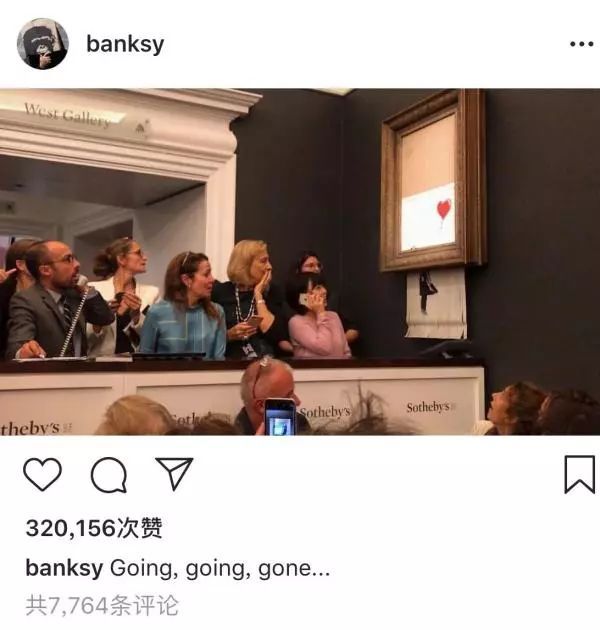 banksy
West Gallery
theby's
Sotheby's
Sotheby's
Sotheby's
320,156次赞
banksy Going, going, gone...
共7,764条评论